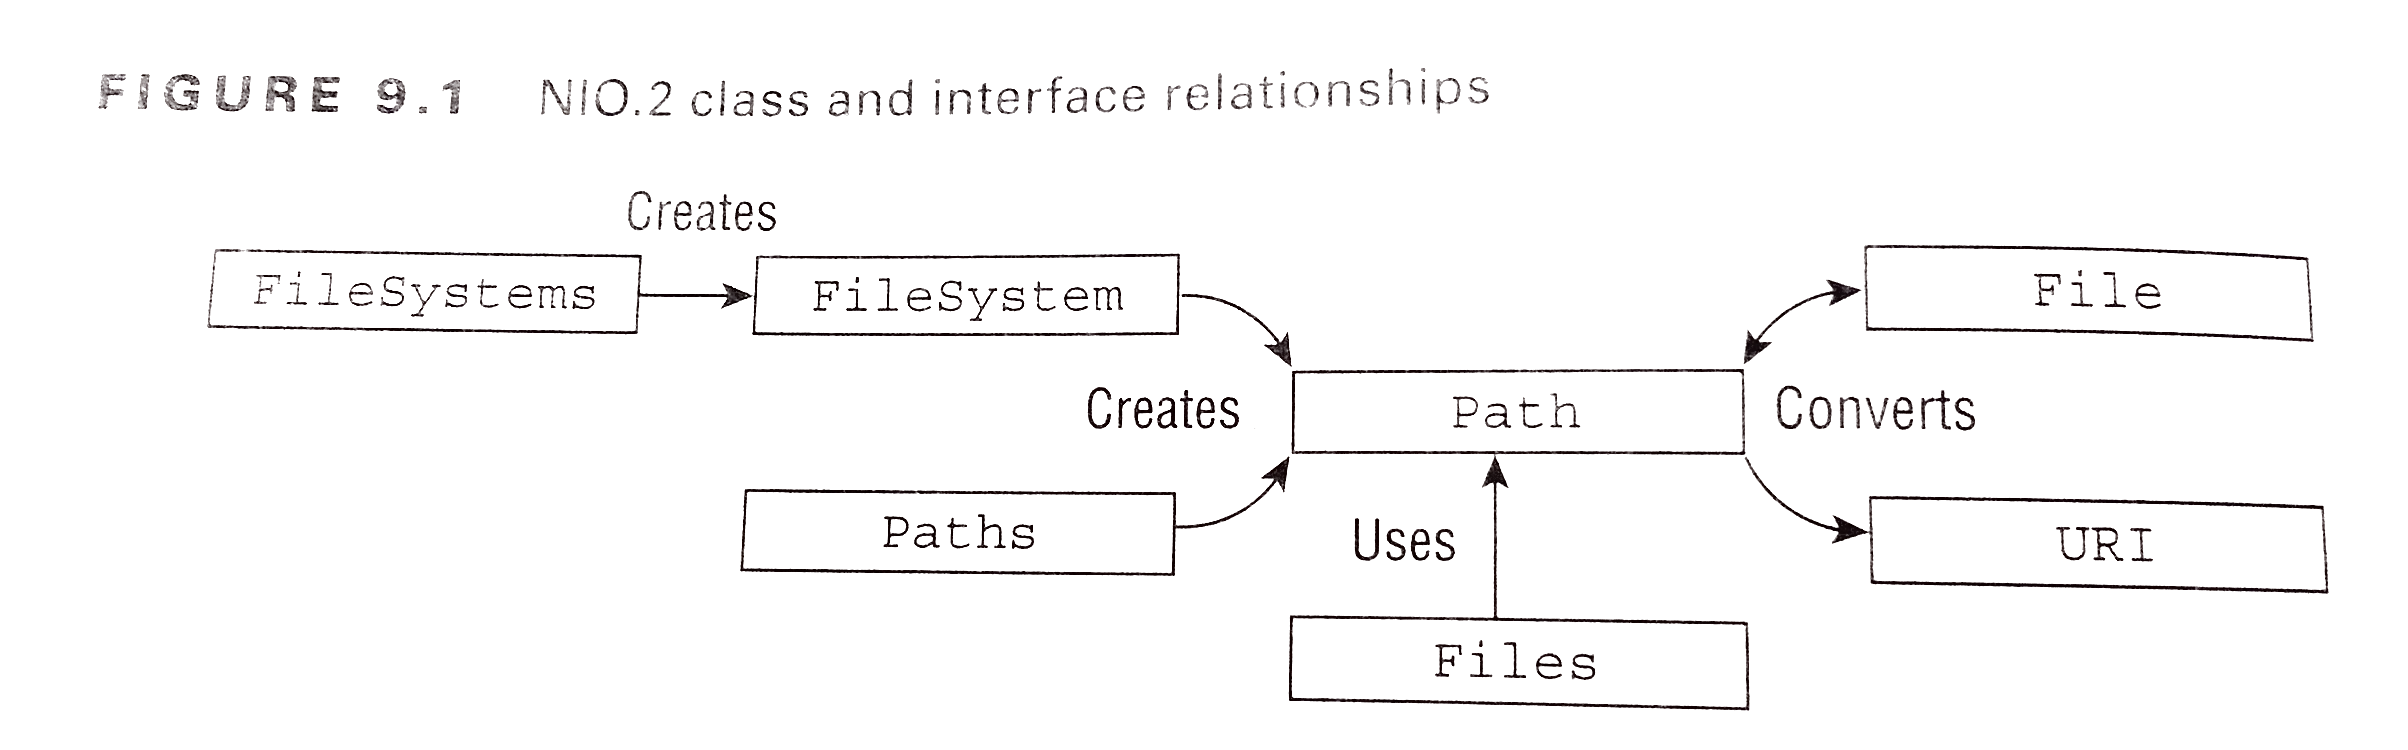 FIGURE 9.1 NIO.2 class and interface relationships
Creates
FileSystems
FileSystem
File
Creates
Path
Converts
Paths
Uses
URI
Files